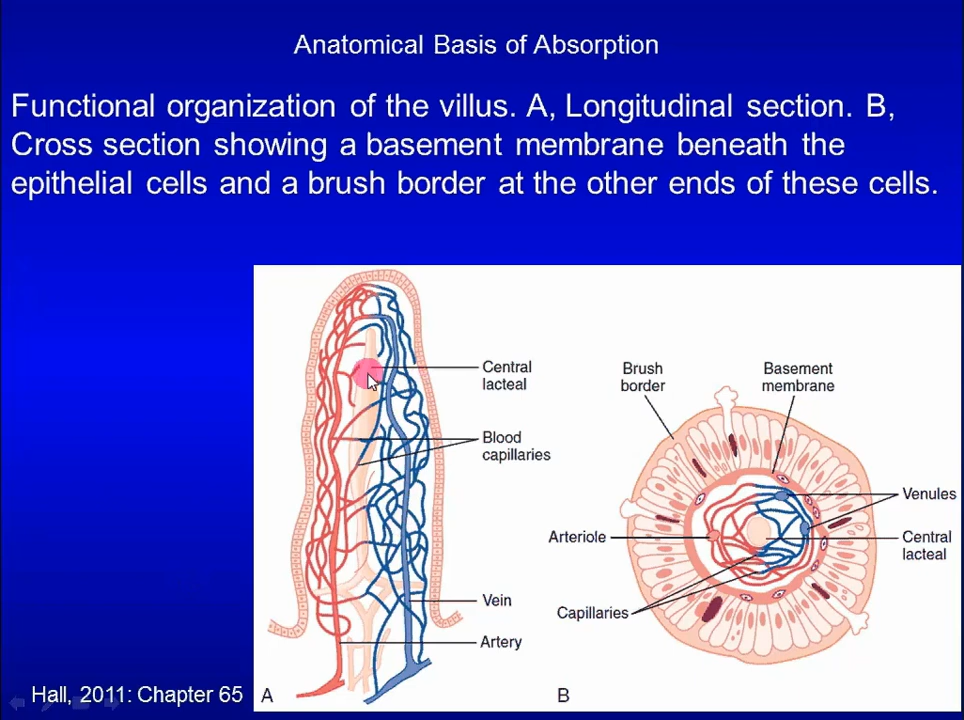 Anatomical Basis of Absorption
Functional organization of the villus. A, Longitudinal section. B,
Cross section showing a basement membrane beneath the
epithelial cells and a brush border at the other ends of these cells.
Central
lacteal
Blood
capillaries
Vein
Artery
A
Brush
border
Basement
membrane
Venules
Arteriole
Central
lacteal
Capillaries
B
Hall, 2011: Chapter 65